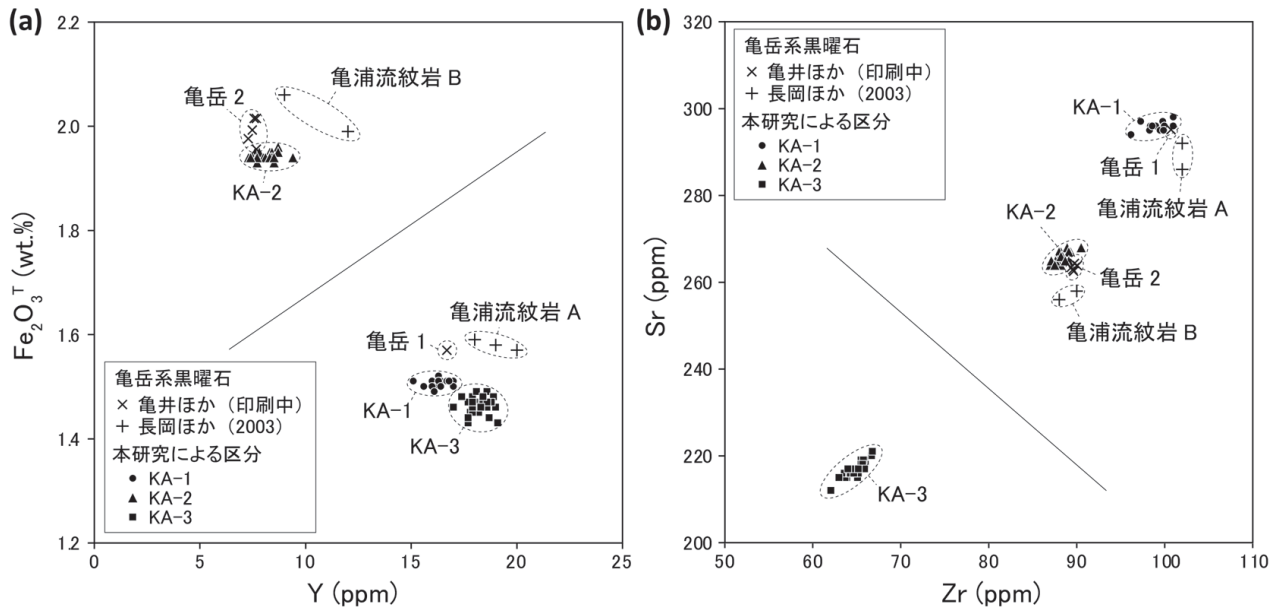 (a)
2.2
2.0
1.8
1.6
1.4
1.2
Fe₂O₃ᵀ (wt.%)
亀岳 2
亀浦流紋岩 B
KA-2
亀浦流紋岩 A
亀岳 1
KA-1
KA-3
亀岳系黒曜石
× 亀井ほか (印刷中)
+ 長岡ほか (2003)
本研究による区分
● KA-1
▲ KA-2
■ KA-3
0
5
10
15
20
25
Y (ppm)
(b)
320
300
280
260
240
220
200
Sr (ppm)
亀岳系黒曜石
× 亀井ほか (印刷中)
+ 長岡ほか (2003)
本研究による区分
● KA-1
▲ KA-2
■ KA-3
KA-1
亀岳 1
亀浦流紋岩 A
KA-2
亀岳 2
亀浦流紋岩 B
KA-3
50
60
70
80
90
100
110
Zr (ppm)